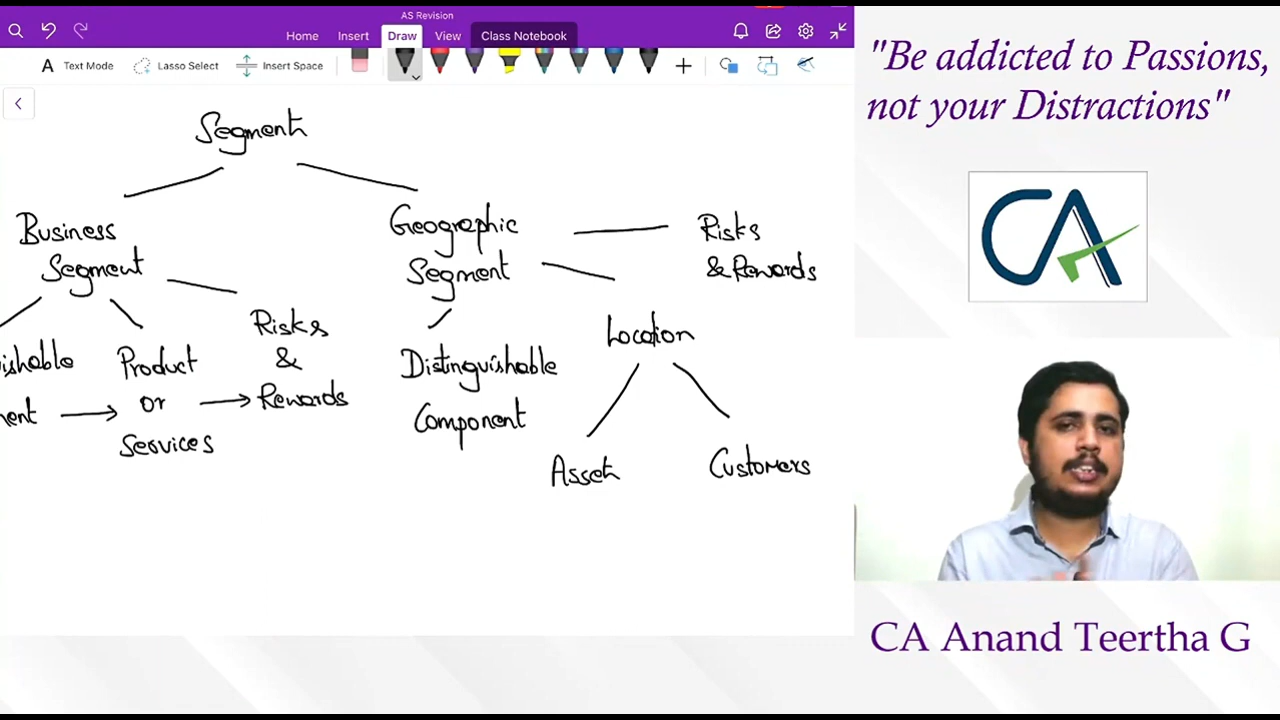 AS Revision
Home Insert Draw View Class Notebook
A Text Mode Lasso Select Insert Space
Segment
Business
Segment
Geographic
Segment
Risks
& Rewards
ishable
nent
Product
or
Services
Risks
&
Rewards
Distinguishable
Component
Location
Asset
Customers
"Be addicted to Passions,
not your Distractions"
CA
CA Anand Teertha G